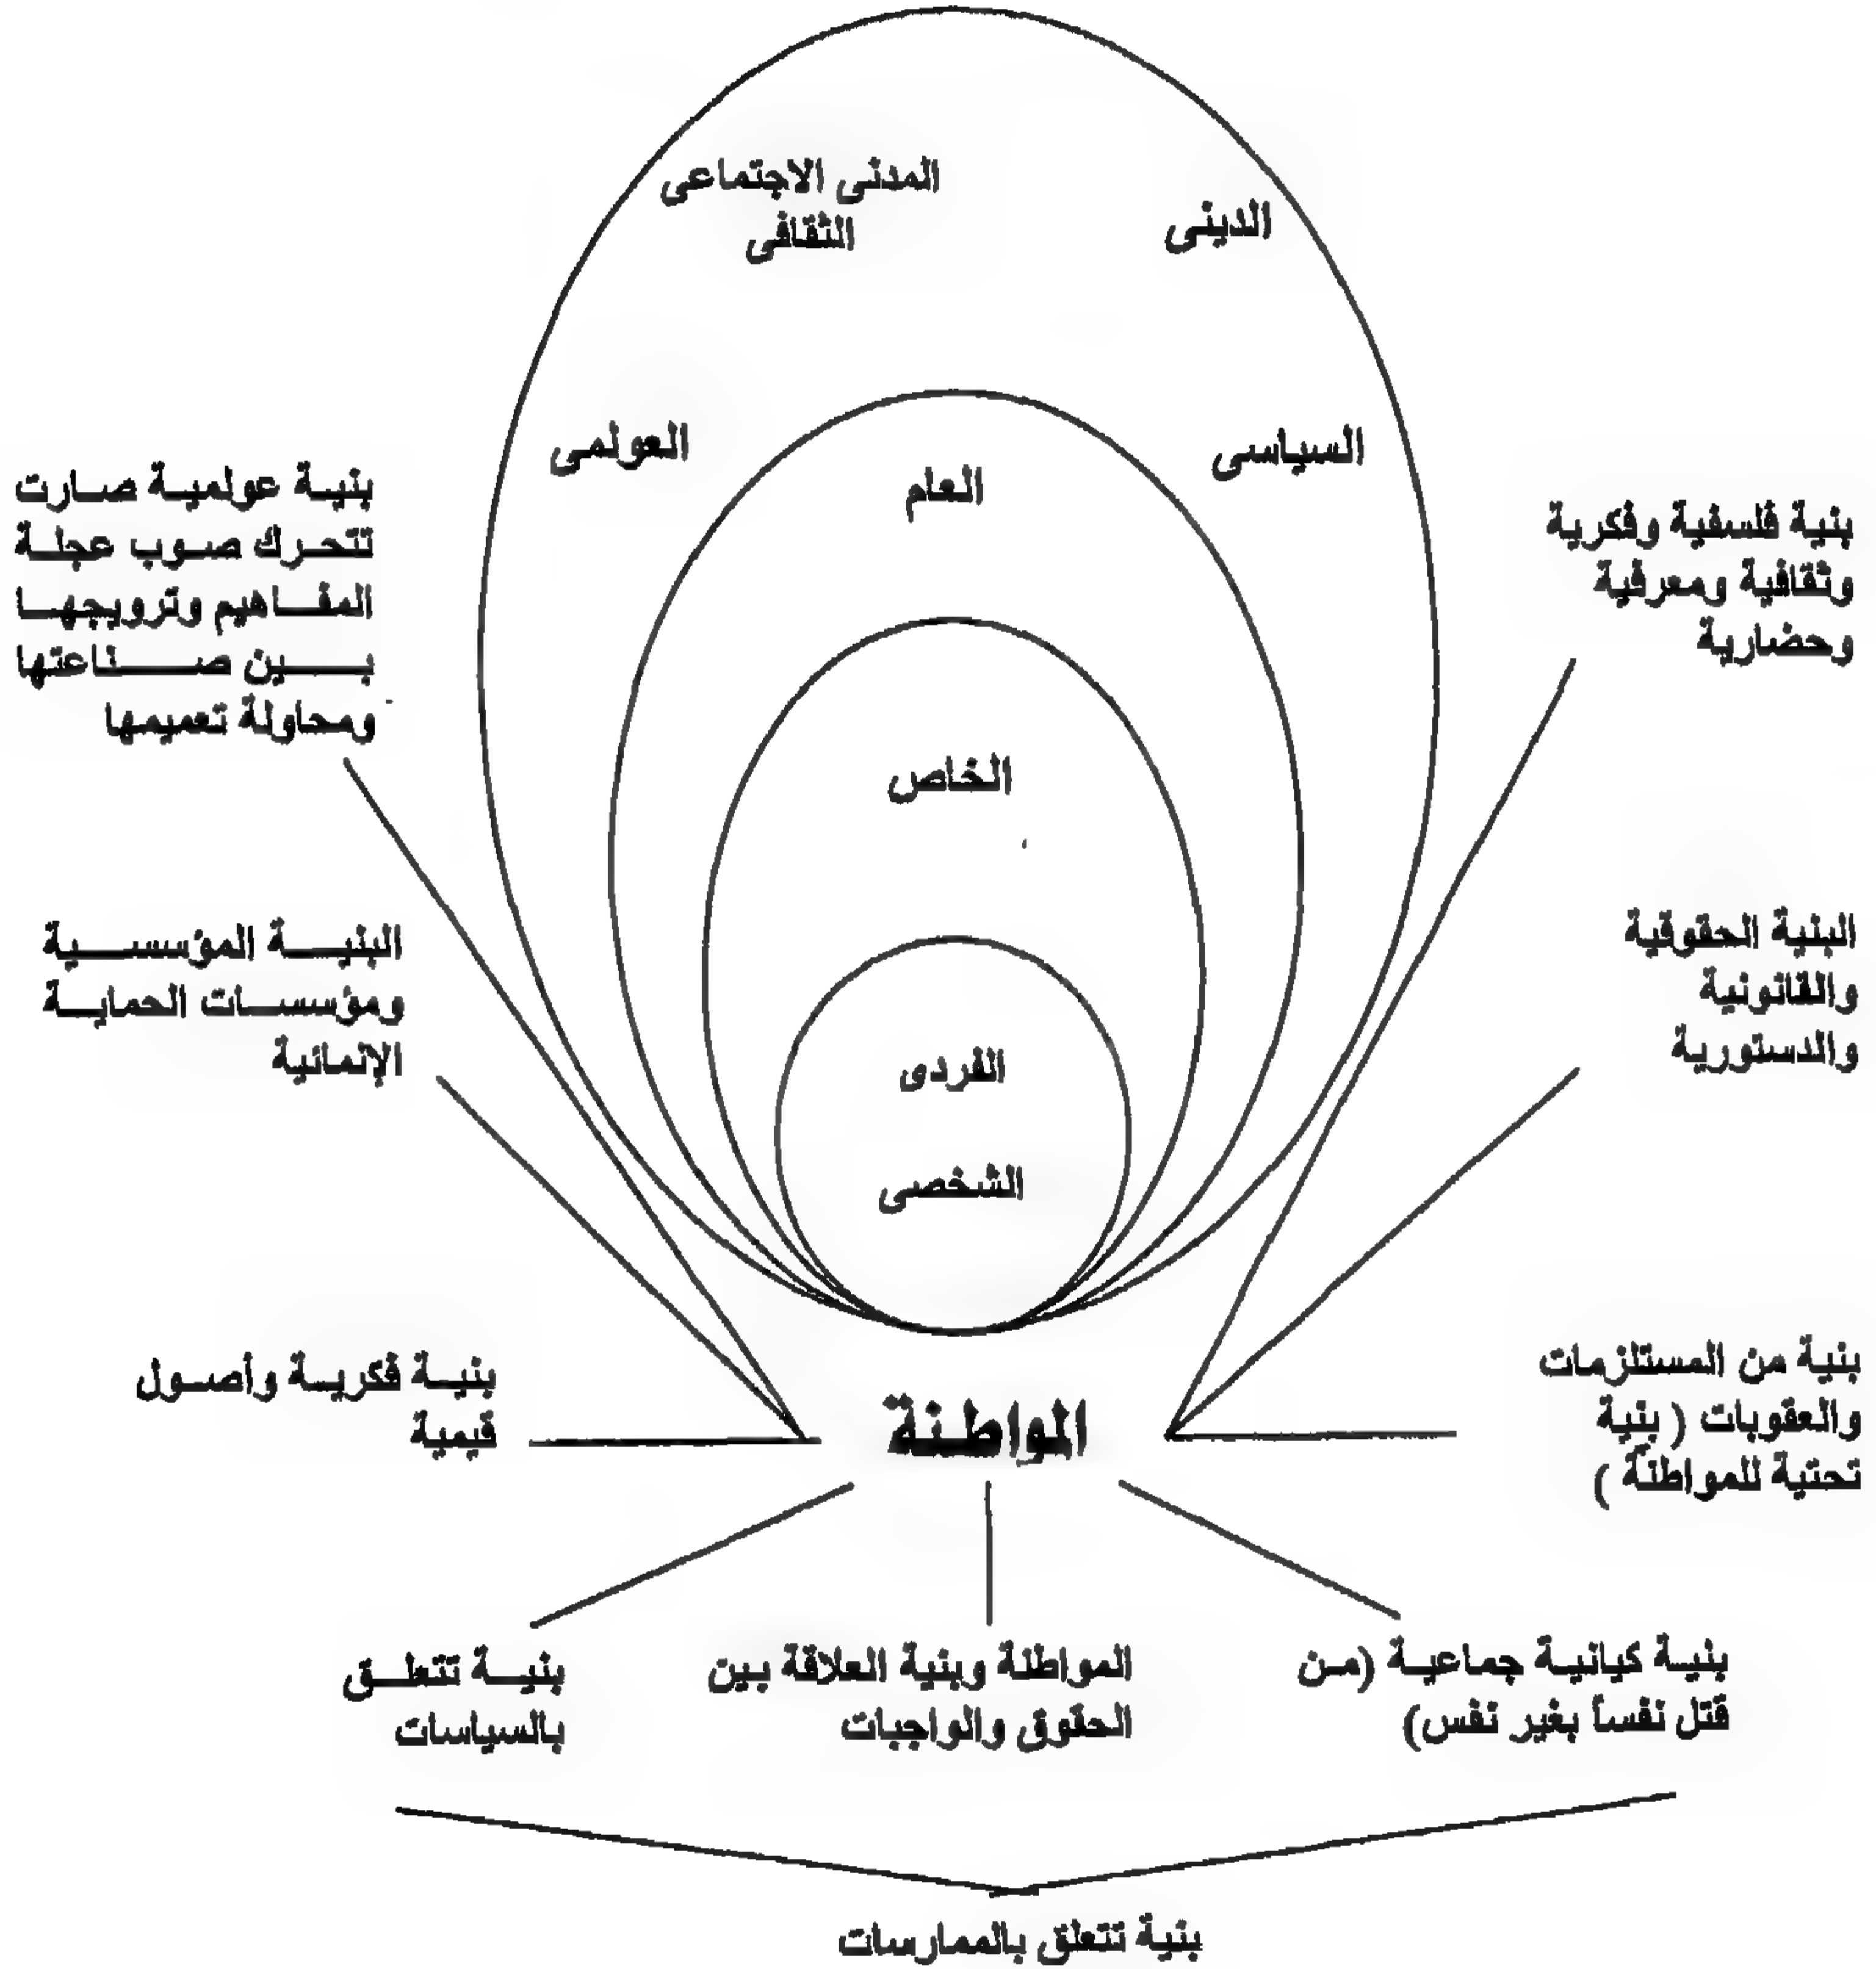 المدنى الاجتماعى
الثقافى
الدينى
السياسى
العولمى
العام
الخاص
الفردى
الشخصى
بنية فلسفية وفكرية
وثقافية ومعرفية
وحضارية
البنية الحقوقية
والقانونية
والدستورية
بنية من المستلزمات
والعقوبات ( بنية
تحتية للمواطنة )
بنية عولمية صارت
تتحرك صوب عجلة
المفاهيم وترويجها
بين صناعتها
ومحاولة تعميمها
البنية المؤسسية
ومؤسسات الحماية
الإنمائية
بنية فكرية وأصول
قيمية
المواطنة
بنية كيانية جماعية (من
قتل نفساً بغير نفس)
المواطنة وبنية العلاقة بين
الحقوق والواجبات
بنية تتعلق
بالسياسات
بنية تتعلق بالممارسات